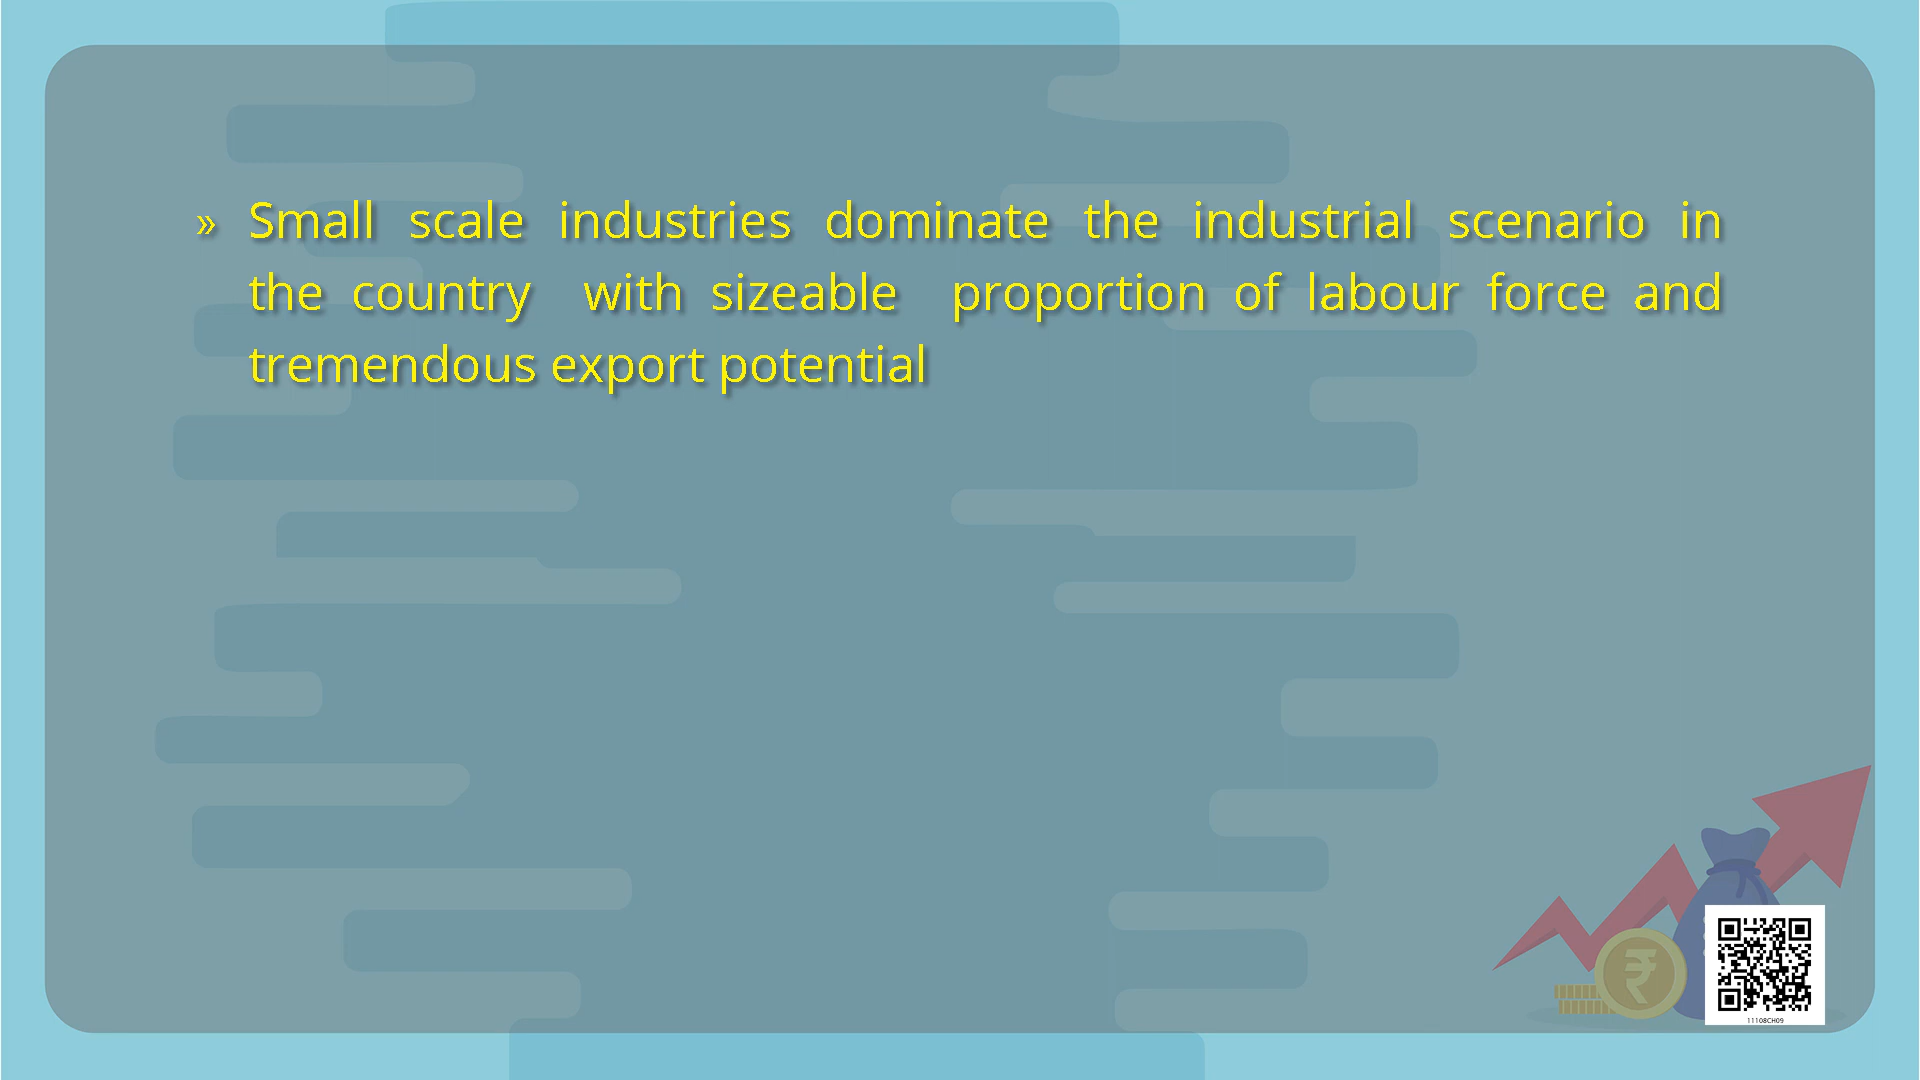 » Small scale industries dominate the industrial scenario in
the country with sizeable proportion of labour force and
tremendous export potential
₹
11108CH09